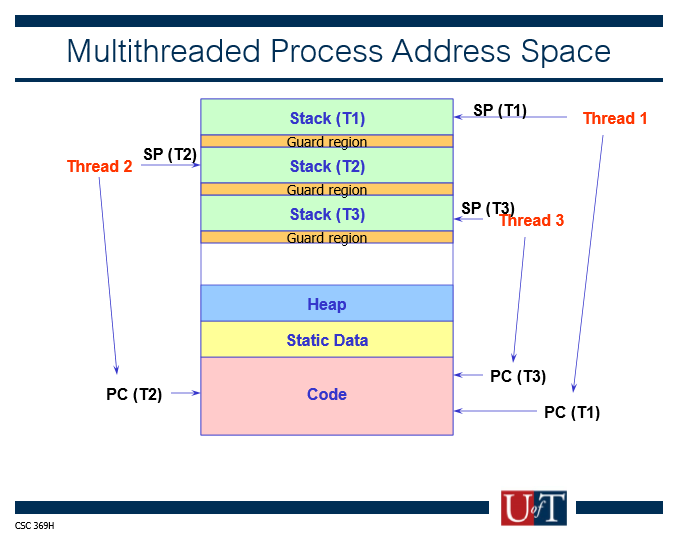 Multithreaded Process Address Space
Stack (T1)
SP (T1)
Thread 1
Guard region
SP (T2)
Thread 2
Stack (T2)
Guard region
Stack (T3)
SP (T3)
Thread 3
Guard region
Heap
Static Data
PC (T2)
Code
PC (T3)
PC (T1)
CSC 369H
UofT